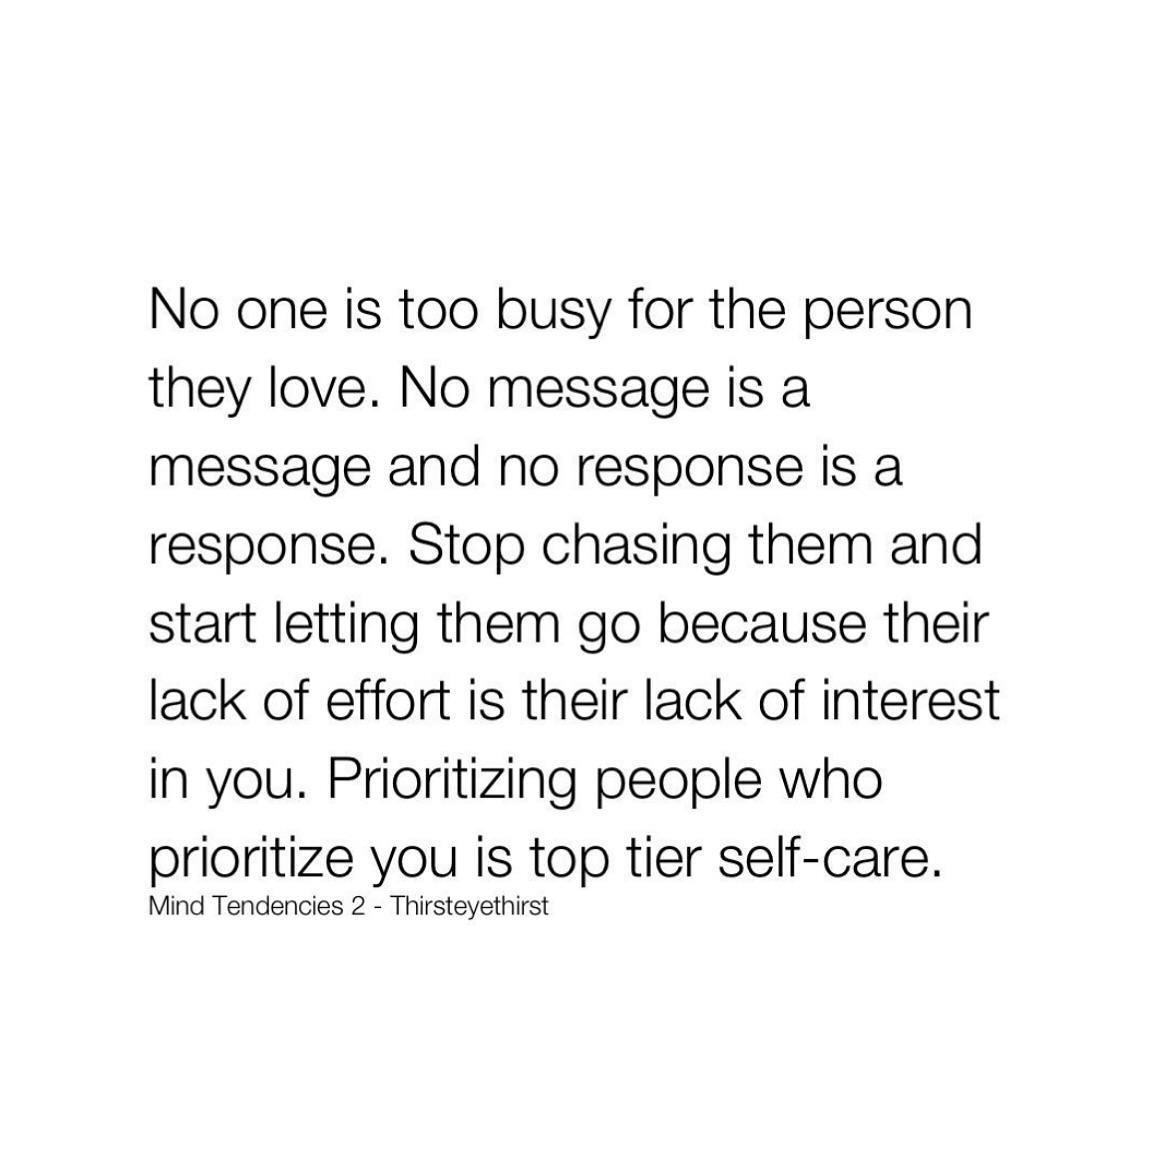 No one is too busy for the person
they love. No message is a
message and no response is a
response. Stop chasing them and
start letting them go because their
lack of effort is their lack of interest
in you. Prioritizing people who
prioritize you is top tier self-care.
Mind Tendencies 2 - Thirsteyethirst